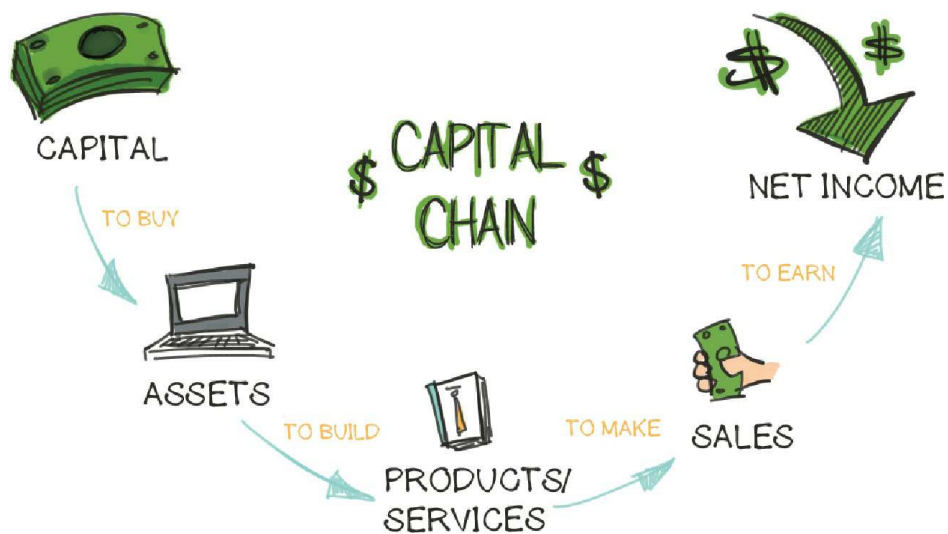 CAPITAL
CHAN
$
$
$
$
CAPITAL
TO BUY
ASSETS
TO BUILD
PRODUCTS/
SERVICES
TO MAKE
SALES
TO EARN
NET INCOME